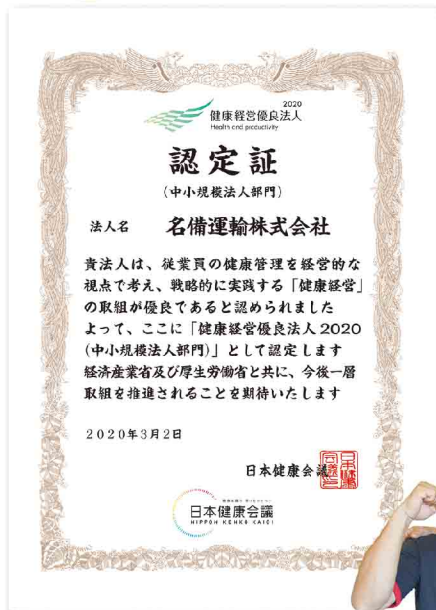 2020
健康経営優良法人
Health and productivity
認定証
(中小規模法人部門)
法人名 名備運輸株式会社
貴法人は、従業員の健康管理を経営的な
視点で考え、戦略的に実践する「健康経営」
の取組が優良であると認められました
よって、ここに「健康経営優良法人2020
(中小規模法人部門)」として認定します
経済産業省及び厚生労働省と共に、今後一層
取組を推進されることを期待いたします
2020年3月2日
日本健康会議
日本健康会議
NIPPON KENKO KAIGI